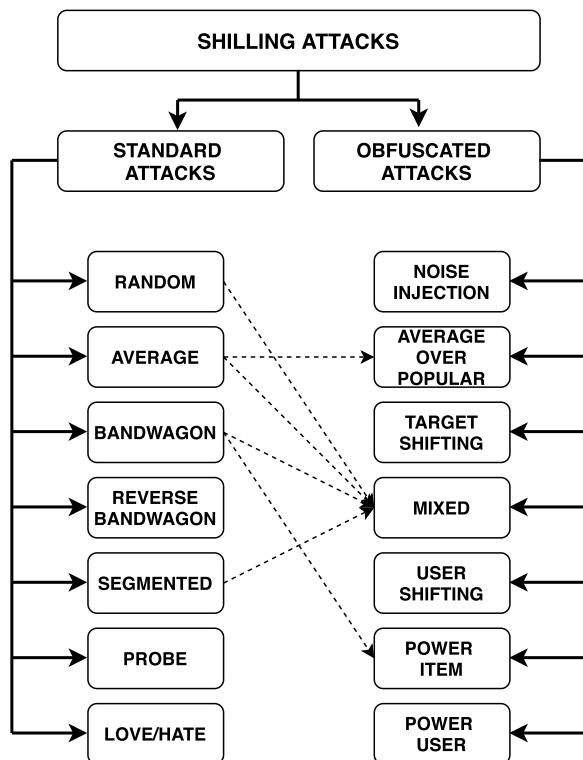 SHILLING ATTACKS
STANDARD
ATTACKS
OBFUSCATED
ATTACKS
RANDOM
NOISE
INJECTION
AVERAGE
AVERAGE
OVER
POPULAR
BANDWAGON
TARGET
SHIFTING
REVERSE
BANDWAGON
MIXED
SEGMENTED
USER
SHIFTING
PROBE
POWER
ITEM
LOVE/HATE
POWER
USER